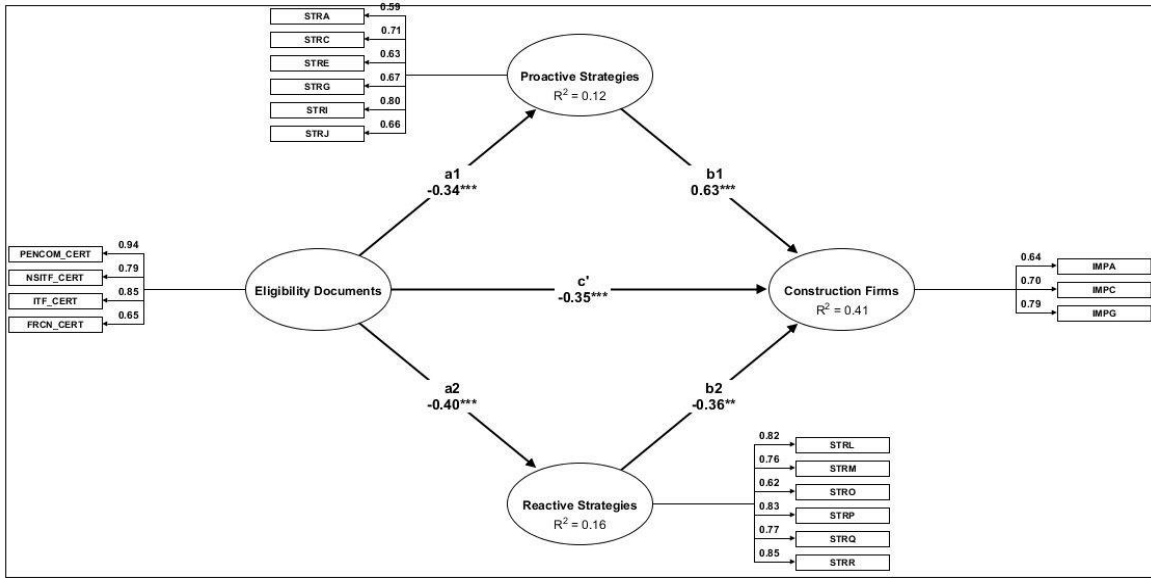 0.59
STRA
0.71
STRC
0.63
STRE
0.67
STRG
0.80
STRI
0.66
STRJ
Proactive Strategies
R² = 0.12
a1
-0.34***
b1
0.63***
0.94
PENCOM_CERT
0.79
NSITF_CERT
0.85
ITF_CERT
0.65
FRCN_CERT
Eligibility Documents
c'
-0.35***
Construction Firms
R² = 0.41
0.64
IMPA
0.70
IMPC
0.79
IMPG
a2
-0.40***
b2
-0.36**
Reactive Strategies
R² = 0.16
0.82
STRL
0.76
STRM
0.62
STRO
0.83
STRP
0.77
STRQ
0.85
STRR